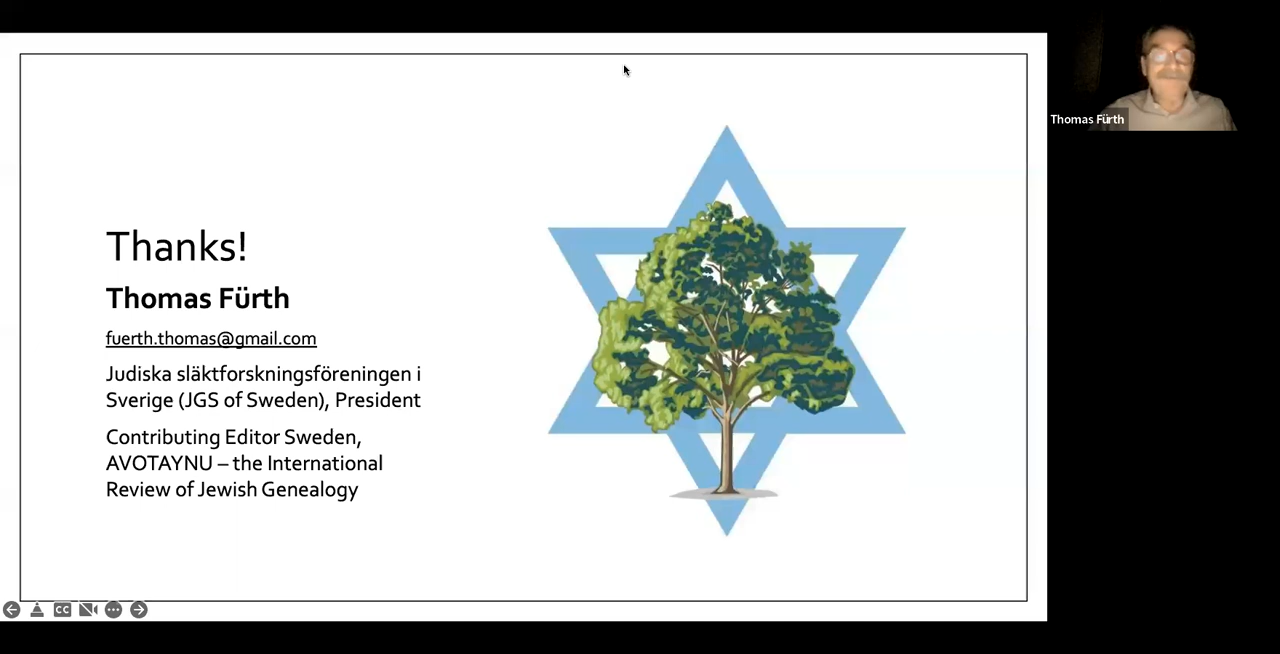 Thanks!
Thomas Fürth
fuerth.thomas@gmail.com
Judiska släktforskningsföreningen i
Sverige (JGS of Sweden), President
Contributing Editor Sweden,
AVOTAYNU – the International
Review of Jewish Genealogy
Thomas Fürth
CC